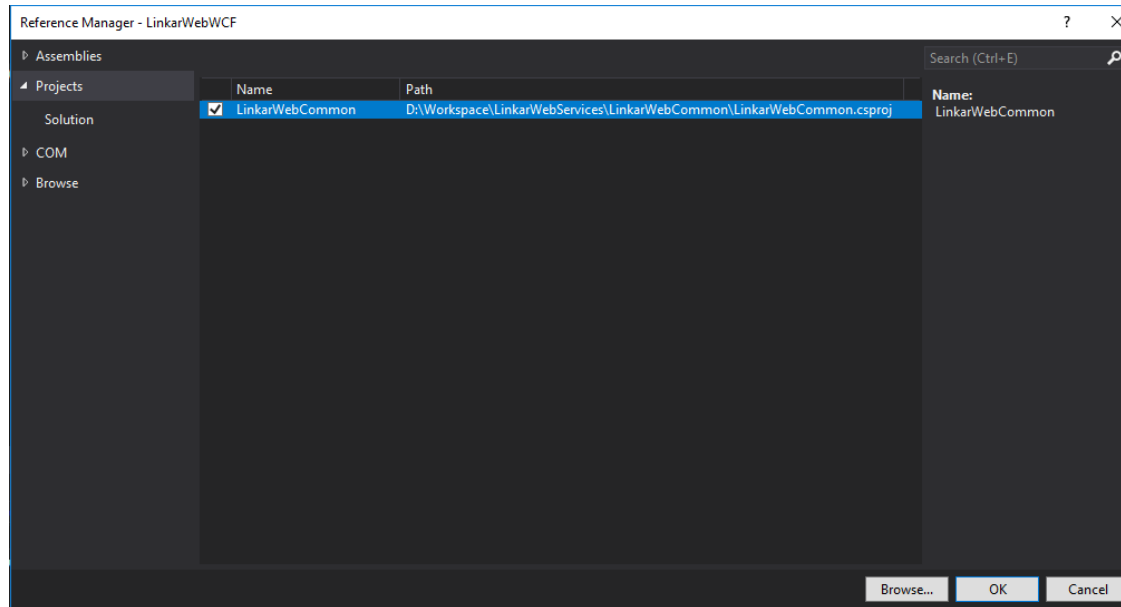 Reference Manager - LinkarWebWCF
?
Assemblies
Search (Ctrl+E)
Projects
Name Path
Name:
LinkarWebCommon D:\Workspace\LinkarWebServices\LinkarWebCommon\LinkarWebCommon.csproj
LinkarWebCommon
Solution
COM
Browse
Browse... OK Cancel